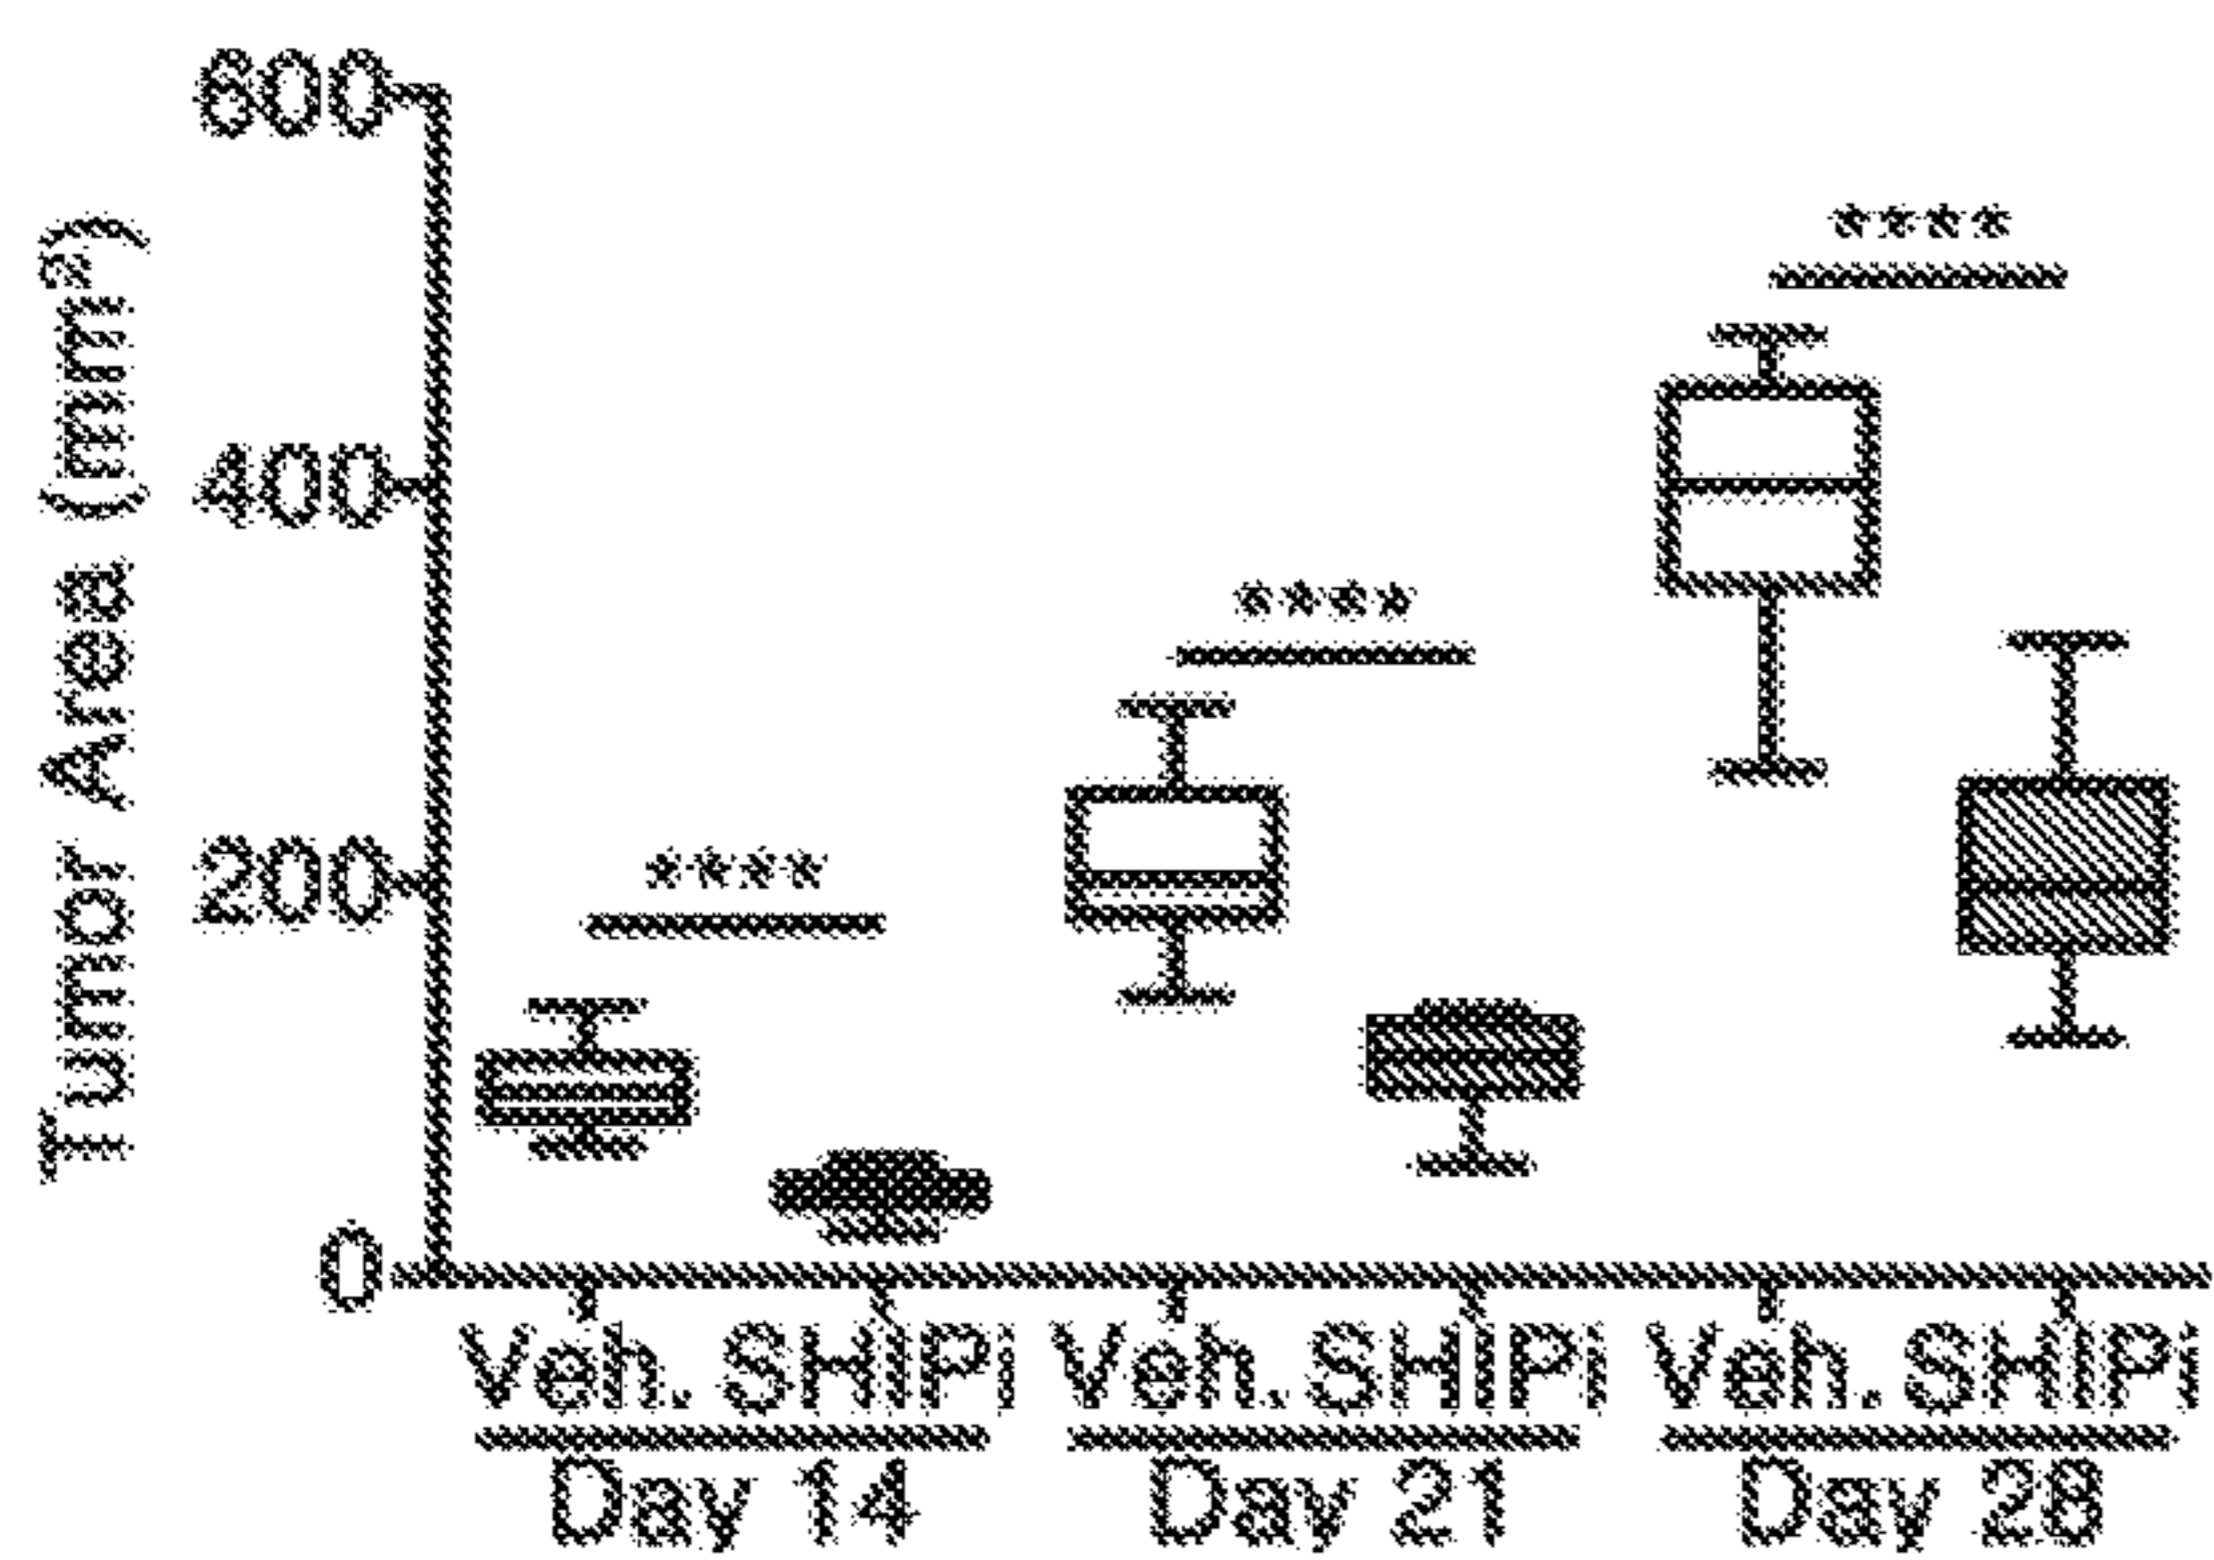 Tumor Area (mm²)
600
400
200
0
****
****
****
Veh. SHIPi Veh. SHIPi Veh. SHIPi
Day 14 Day 21 Day 28